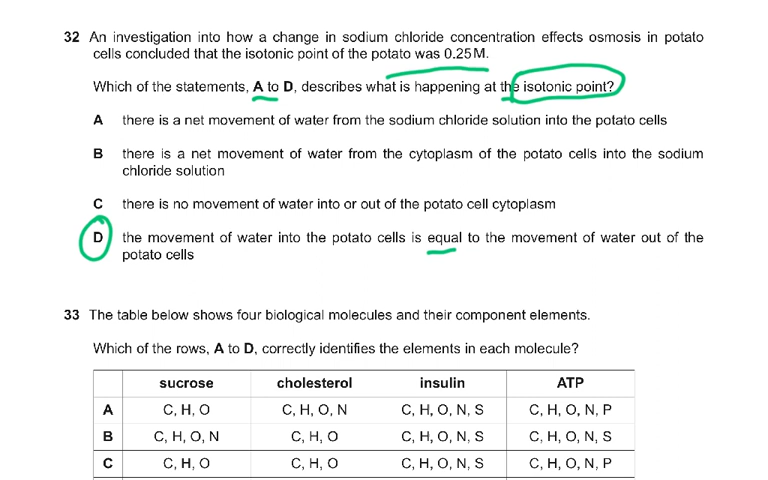 32 An investigation into how a change in sodium chloride concentration effects osmosis in potato
cells concluded that the isotonic point of the potato was 0.25 M.
Which of the statements, A to D, describes what is happening at the isotonic point?
A there is a net movement of water from the sodium chloride solution into the potato cells
B there is a net movement of water from the cytoplasm of the potato cells into the sodium
chloride solution
C there is no movement of water into or out of the potato cell cytoplasm
D the movement of water into the potato cells is equal to the movement of water out of the
potato cells
33 The table below shows four biological molecules and their component elements.
Which of the rows, A to D, correctly identifies the elements in each molecule?
sucrose cholesterol insulin ATP
A C, H, O C, H, O, N C, H, O, N, S C, H, O, N, P
B C, H, O, N C, H, O C, H, O, N, S C, H, O, N, S
C C, H, O C, H, O C, H, O, N, S C, H, O, N, P